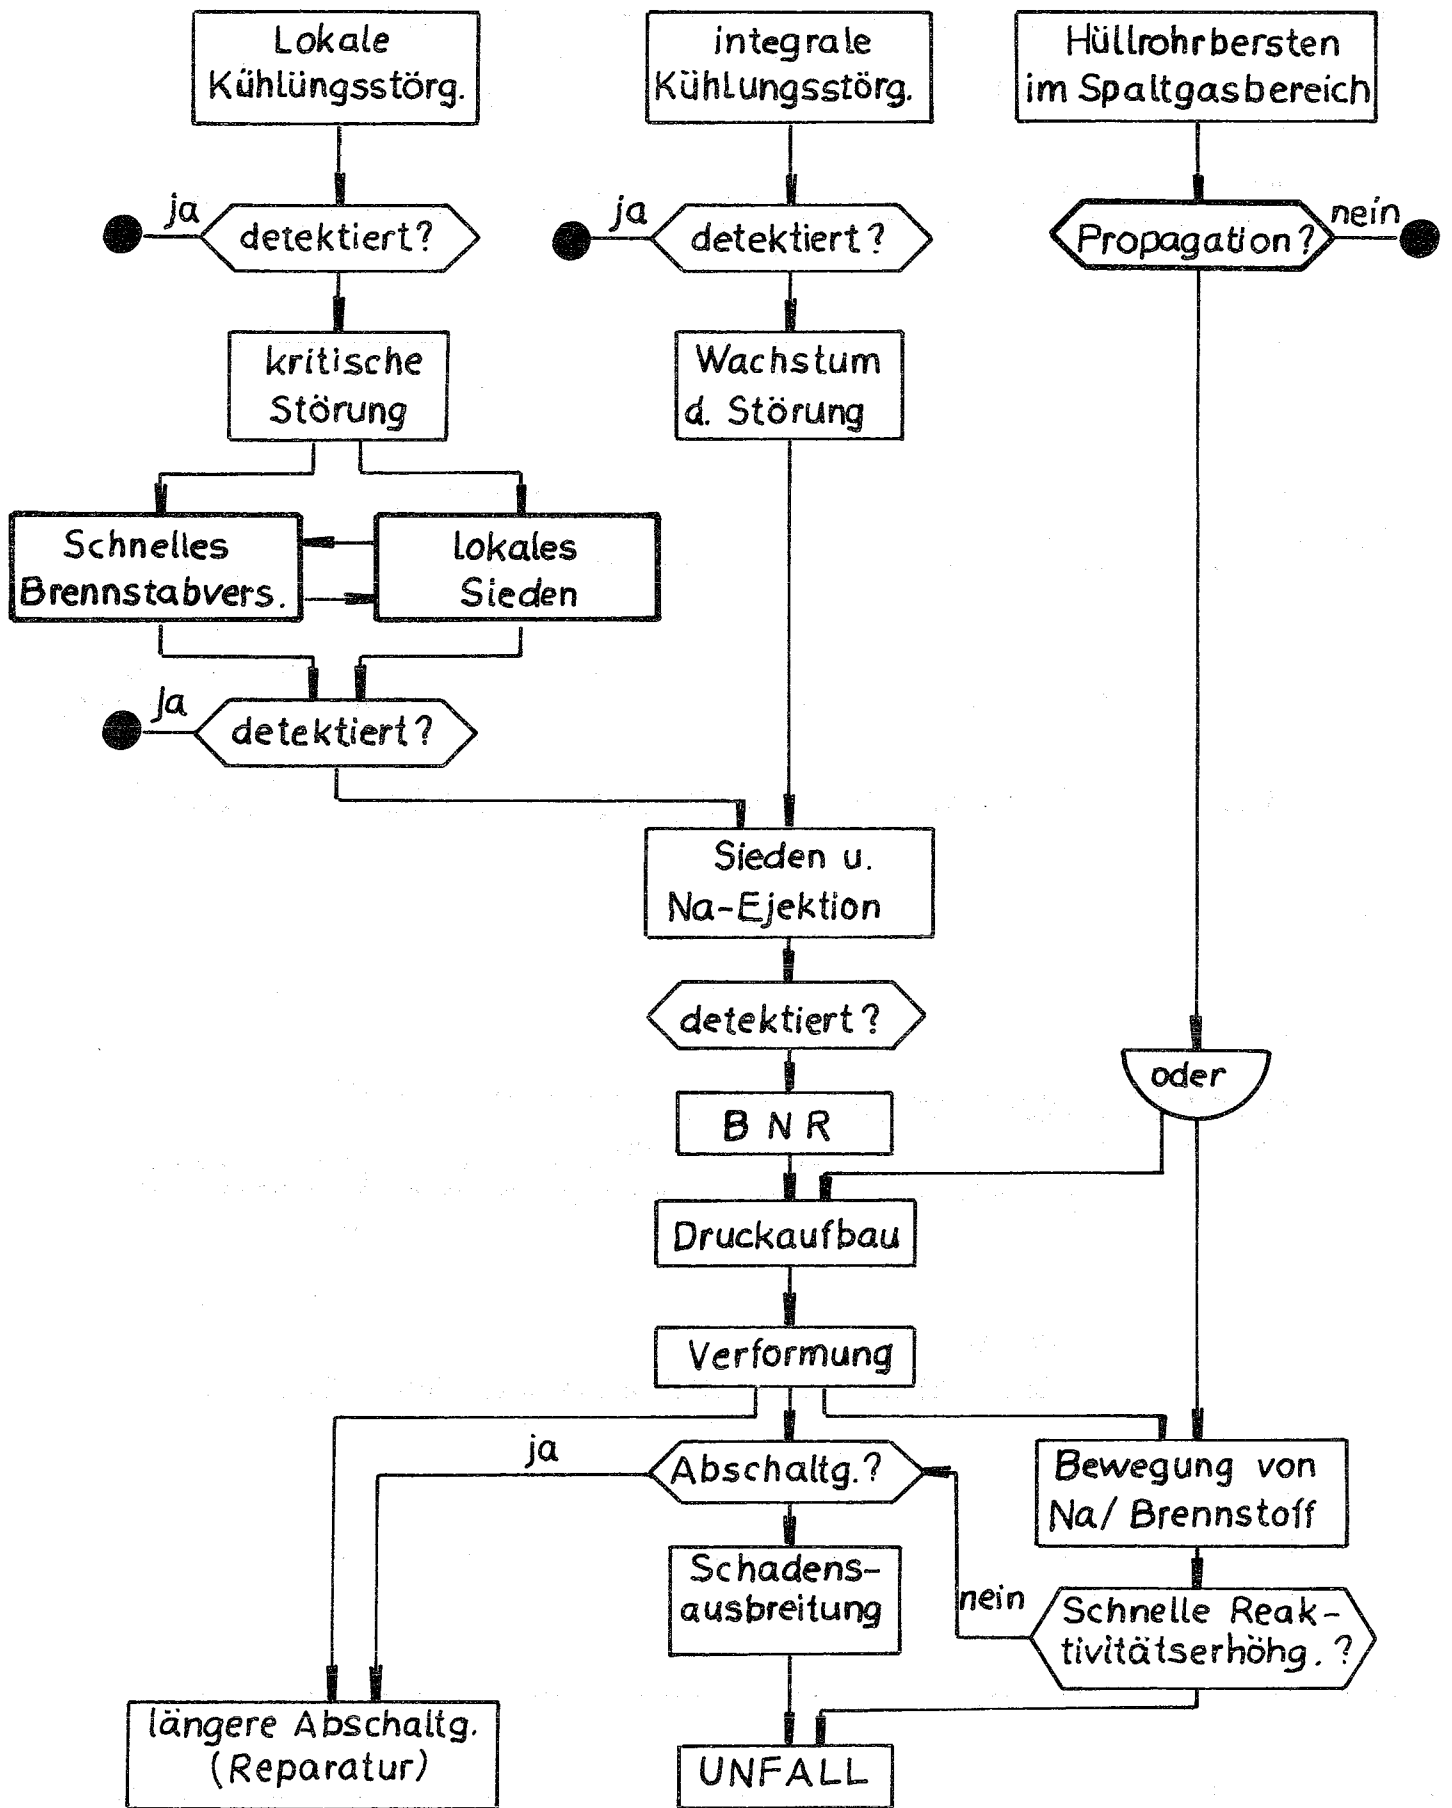 Lokale
Kühlüngsstörg.
integrale
Kühlungsstörg.
Hüllrohrbersten
im Spaltgasbereich
ja
detektiert?
ja
detektiert?
Propagation?
nein
kritische
Störung
Wachstum
d. Störung
Schnelles
Brennstabvers.
lokales
Sieden
ja
detektiert?
Sieden u.
Na-Ejektion
detektiert?
oder
B N R
Druckaufbau
Verformung
ja
Abschaltg.?
Bewegung von
Na/ Brennstoff
Schadens-
ausbreitung
nein
Schnelle Reak-
tivitätserhöhg.?
längere Abschaltg.
(Reparatur)
UNFALL